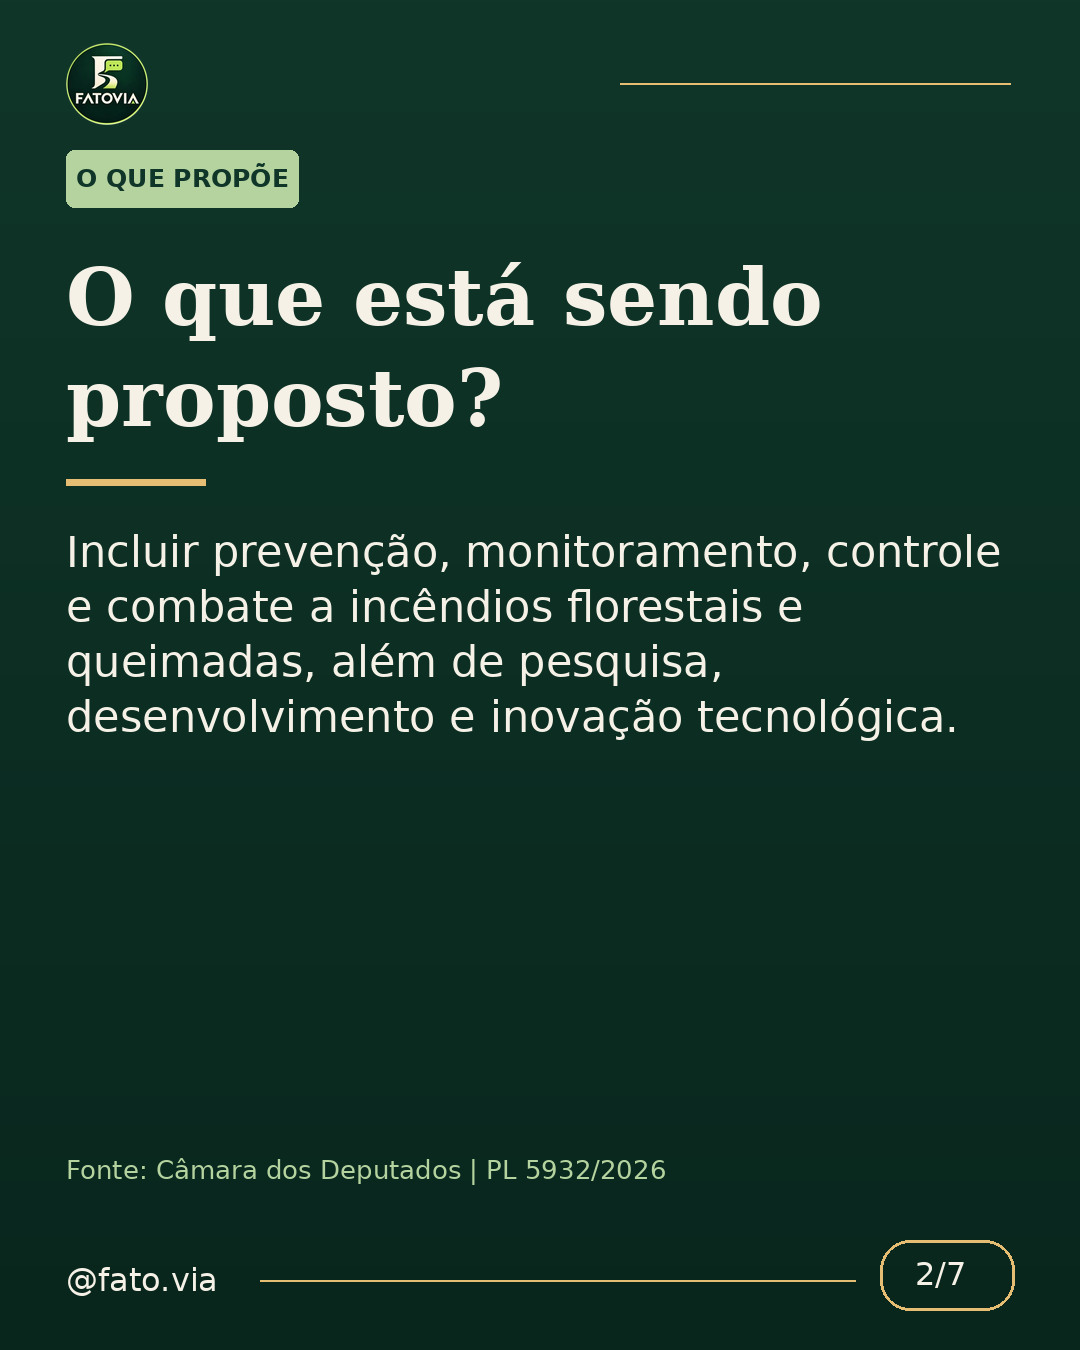 FATOVIA
O QUE PROPÕE
O que está sendo
proposto?
Incluir prevenção, monitoramento, controle
e combate a incêndios florestais e
queimadas, além de pesquisa,
desenvolvimento e inovação tecnológica.
Fonte: Câmara dos Deputados | PL 5932/2026
@fato.via
2/7